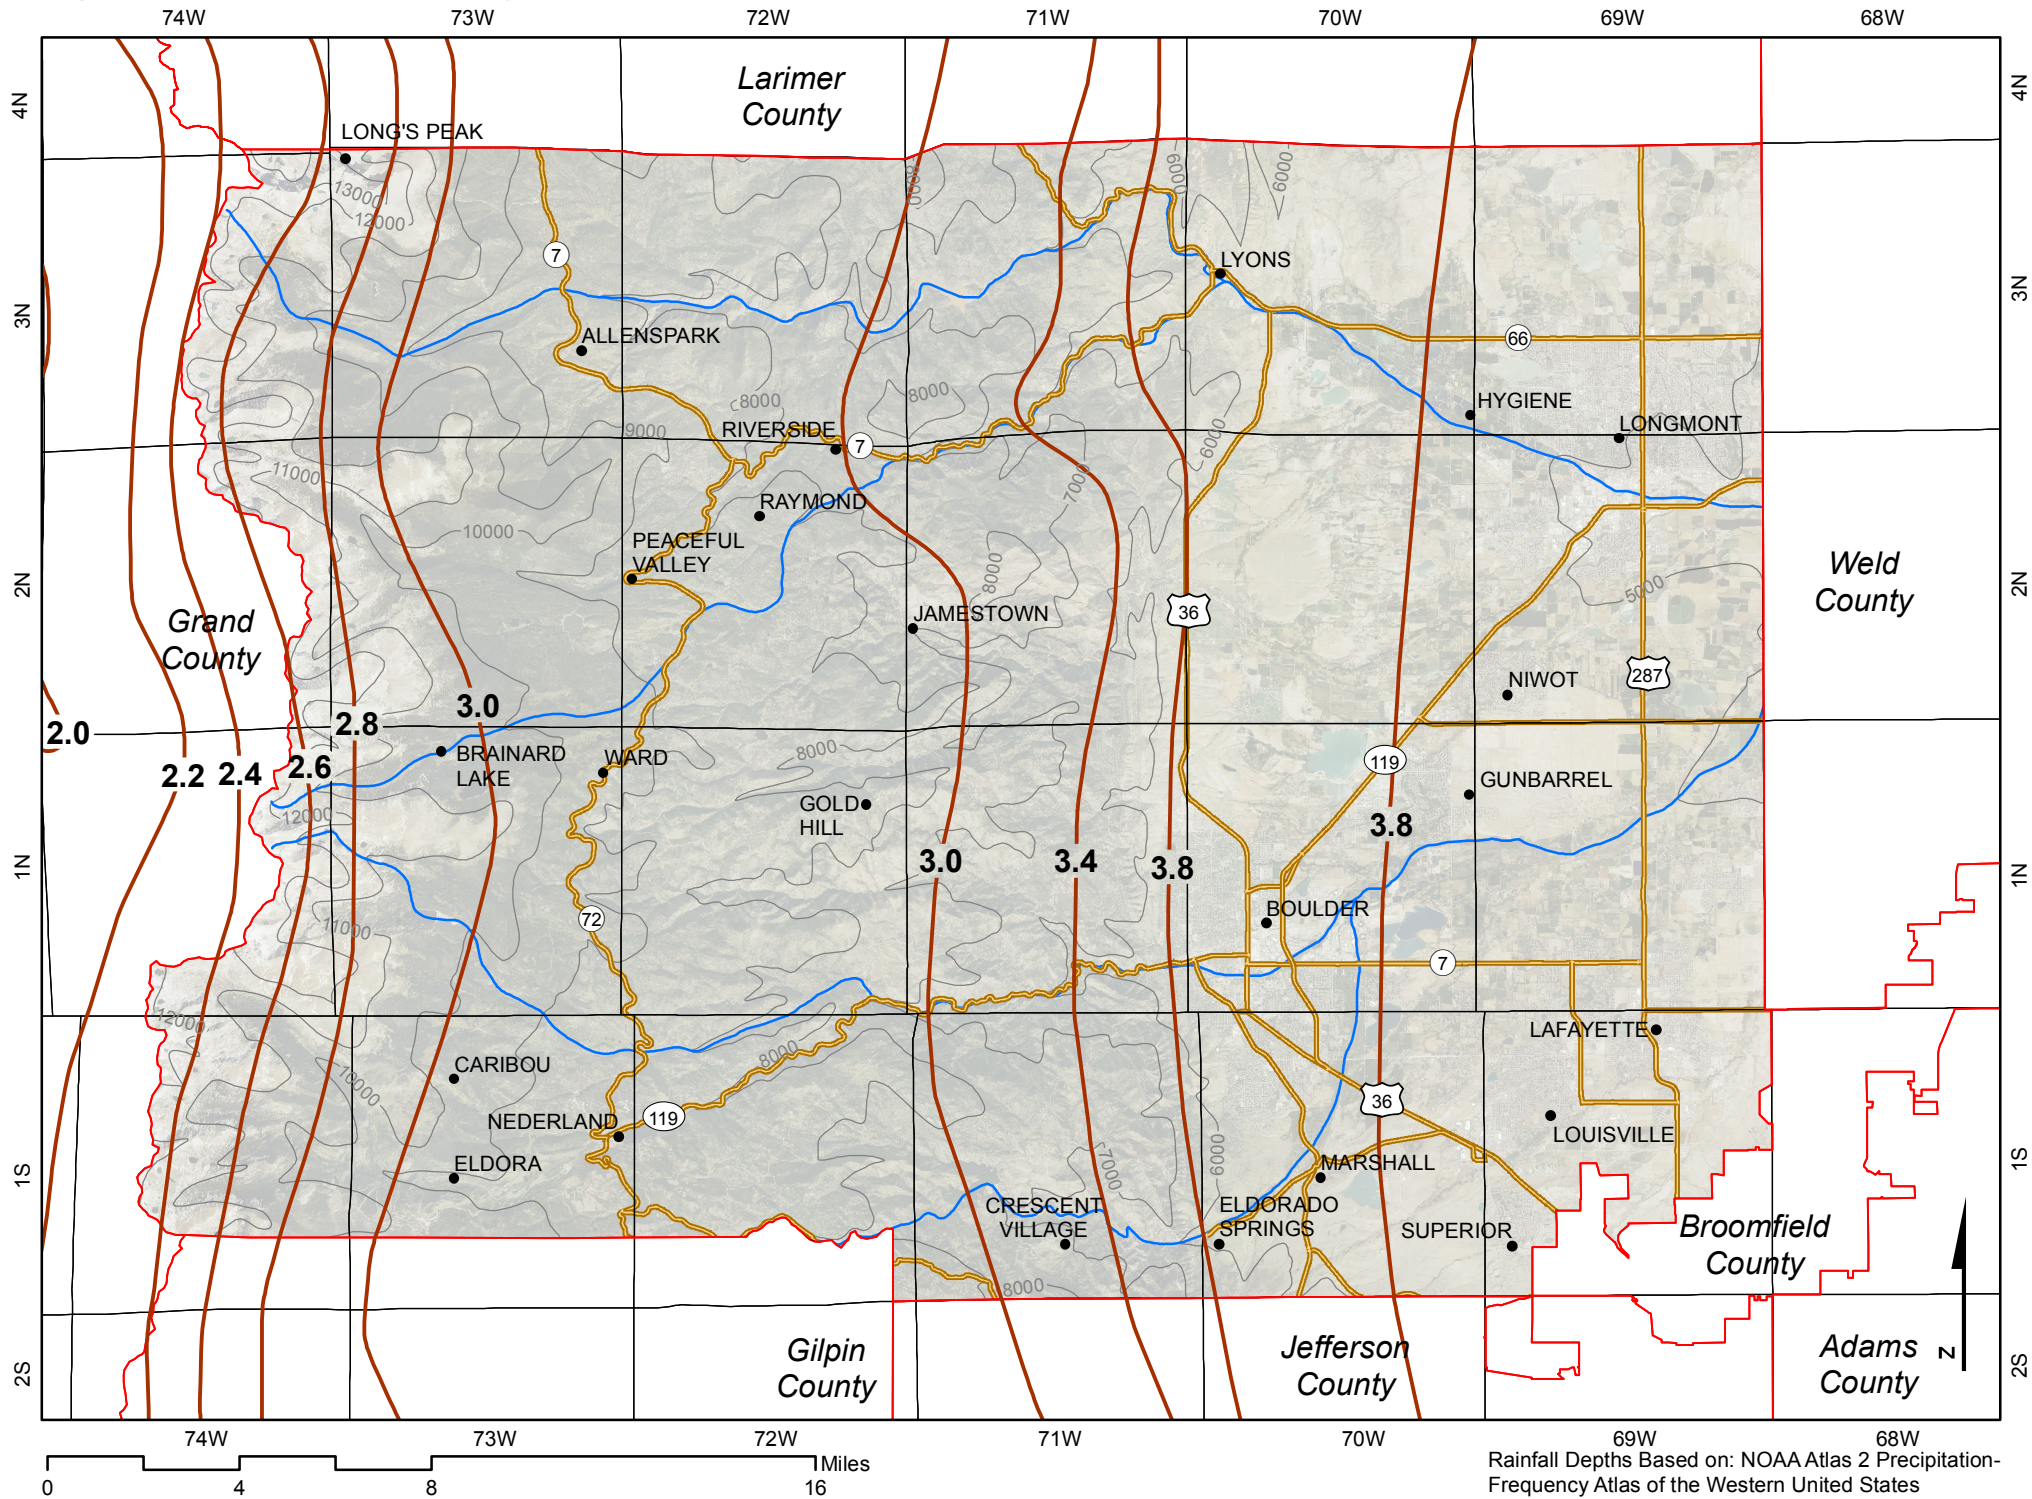 74W 73W 72W 71W 70W 69W 68W
4N
4N
Larimer
County
LONG'S PEAK
13000
12000
6000
6000
7
LYONS
3N
3N
ALLENSPARK
66
8000
8000
HYGIENE
LONGMONT
9000
RIVERSIDE
7
6000
11000
7000
RAYMOND
10000
PEACEFUL
VALLEY
8000
Weld
County
2N
2N
5000
Grand
County
JAMESTOWN
36
NIWOT
287
3.0
2.8
2.0
8000
BRAINARD
LAKE
WARD
119
2.2
2.4
2.6
GUNBARREL
GOLD
HILL
12000
3.8
3.0
3.4
3.8
1N
1N
BOULDER
11000
72
7
12000
LAFAYETTE
8000
CARIBOU
10000
36
NEDERLAND
119
LOUISVILLE
ELDORA
7000
6000
MARSHALL
1S
1S
CRESCENT
VILLAGE
ELDORADO
SPRINGS
SUPERIOR
Broomfield
County
8000
Gilpin
County
Jefferson
County
Adams
County
N
2S
2S
74W 73W 72W 71W 70W 69W 68W
Miles
0 4 8 16
Rainfall Depths Based on: NOAA Atlas 2 Precipitation-
Frequency Atlas of the Western United States